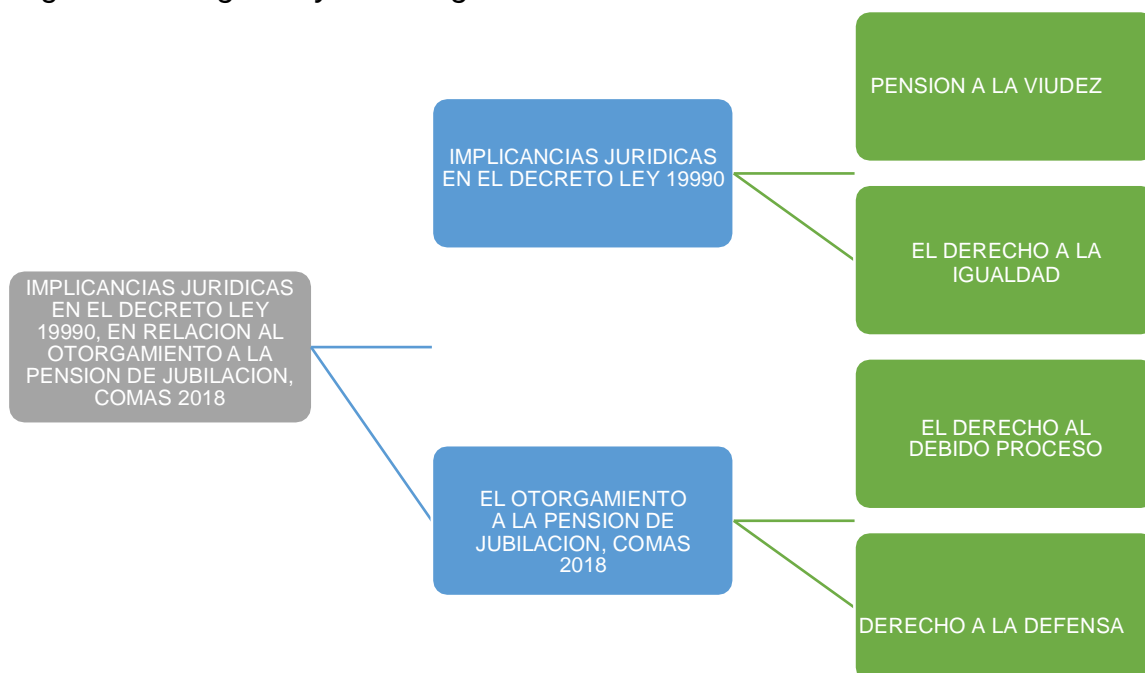 PENSION A LA VIUDEZ
IMPLICANCIAS JURIDICAS
EN EL DECRETO LEY 19990
EL DERECHO A LA
IGUALDAD
IMPLICANCIAS JURIDICAS
EN EL DECRETO LEY
19990, EN RELACION AL
OTORGAMIENTO A LA
PENSION DE JUBILACION,
COMAS 2018
EL DERECHO AL
DEBIDO PROCESO
EL OTORGAMIENTO
A LA PENSION DE
JUBILACION, COMAS
2018
DERECHO A LA DEFENSA